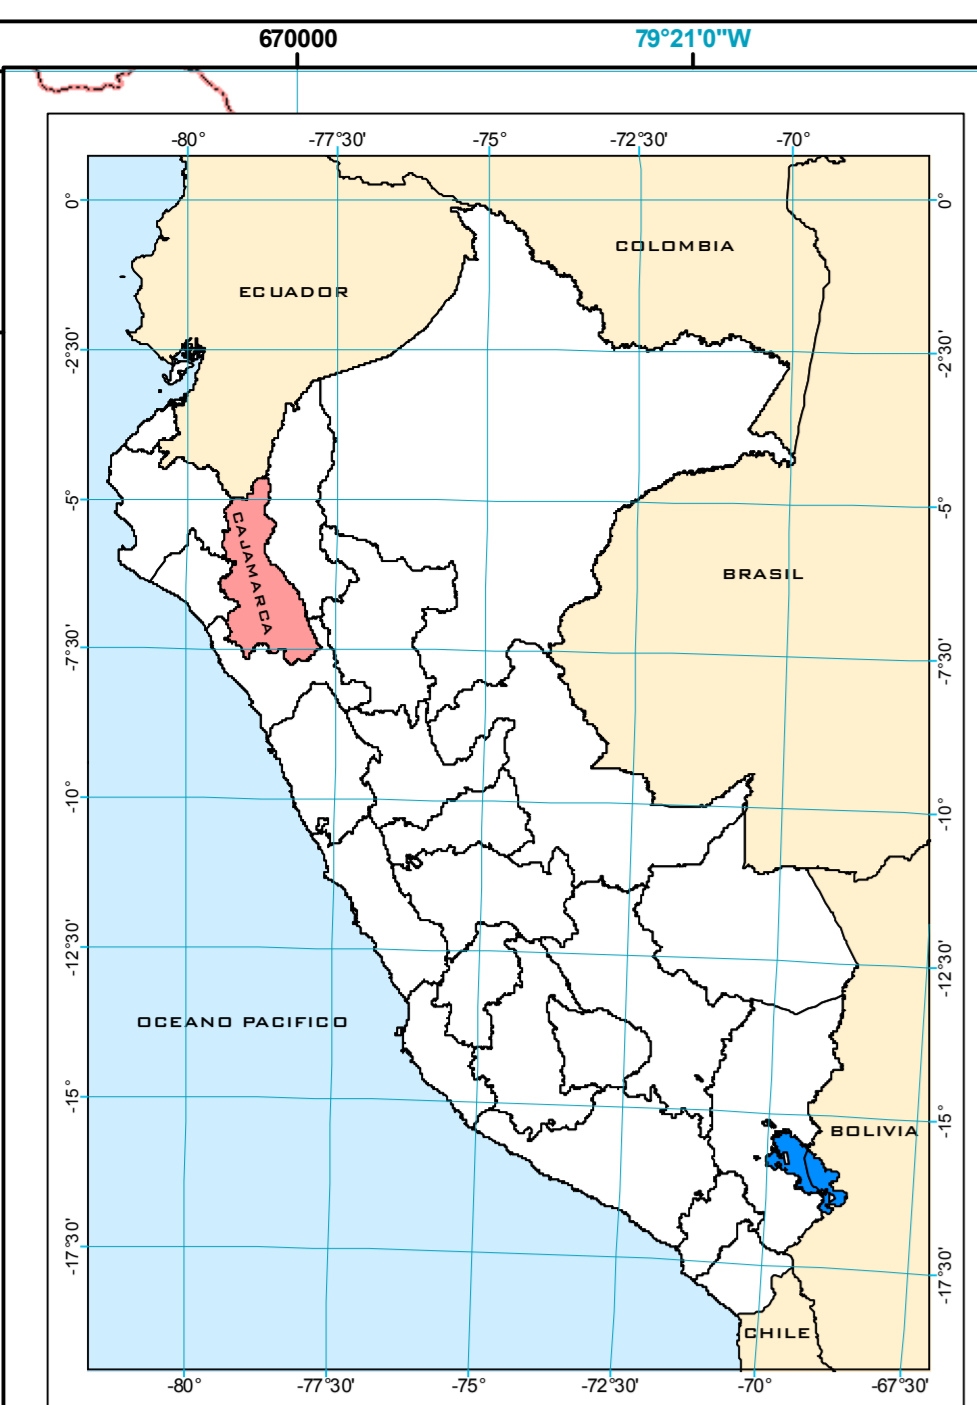 670000 79°21'0"W
-80° -77°30' -75° -72°30' -70°
0° 0°
COLOMBIA
ECUADOR
-2°30' -2°30'
-5° -5°
CAJAMARCA
BRASIL
-7°30' -7°30'
-10° -10°
-12°30' -12°30'
OCEANO PACIFICO
-15° -15°
BOLIVIA
-17°30' -17°30'
CHILE
-80° -77°30' -75° -72°30' -70° -67°30'